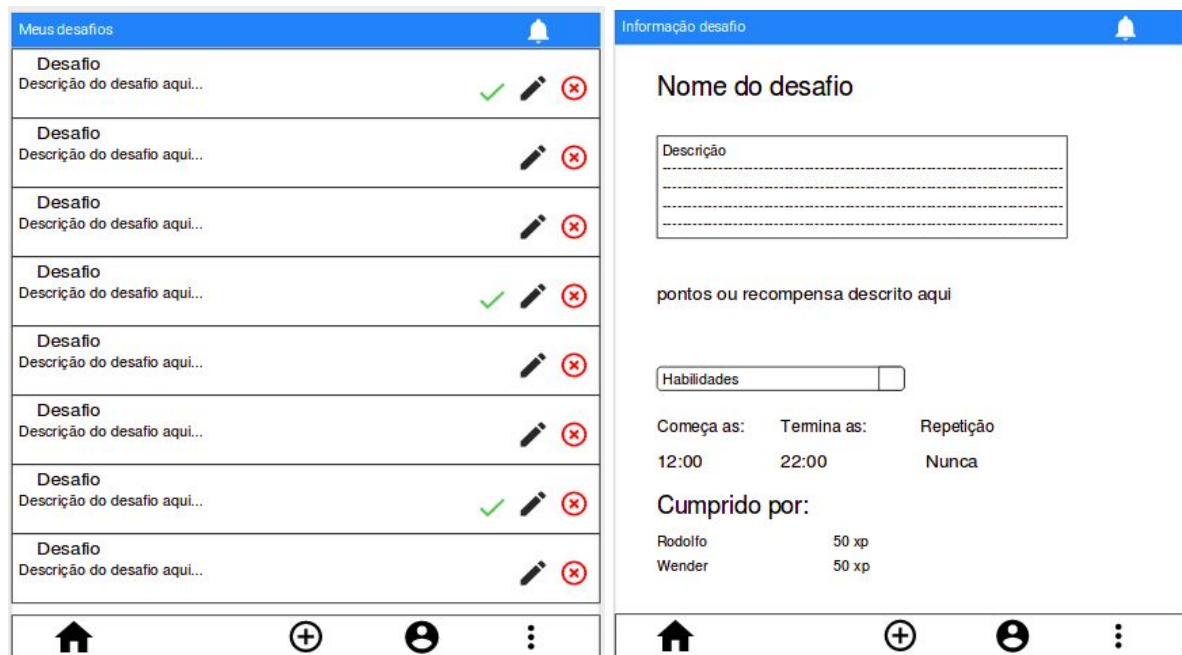 Meus desafios
Desafio
Descrição do desafio aqui...
Desafio
Descrição do desafio aqui...
Desafio
Descrição do desafio aqui...
Desafio
Descrição do desafio aqui...
Desafio
Descrição do desafio aqui...
Desafio
Descrição do desafio aqui...
Desafio
Descrição do desafio aqui...
Desafio
Descrição do desafio aqui...
Informação desafio
Nome do desafio
Descrição
pontos ou recompensa descrito aqui
Habilidades
Começa as: Termina as: Repetição
12:00 22:00 Nunca
Cumprido por:
Rodolfo 50 xp
Wender 50 xp